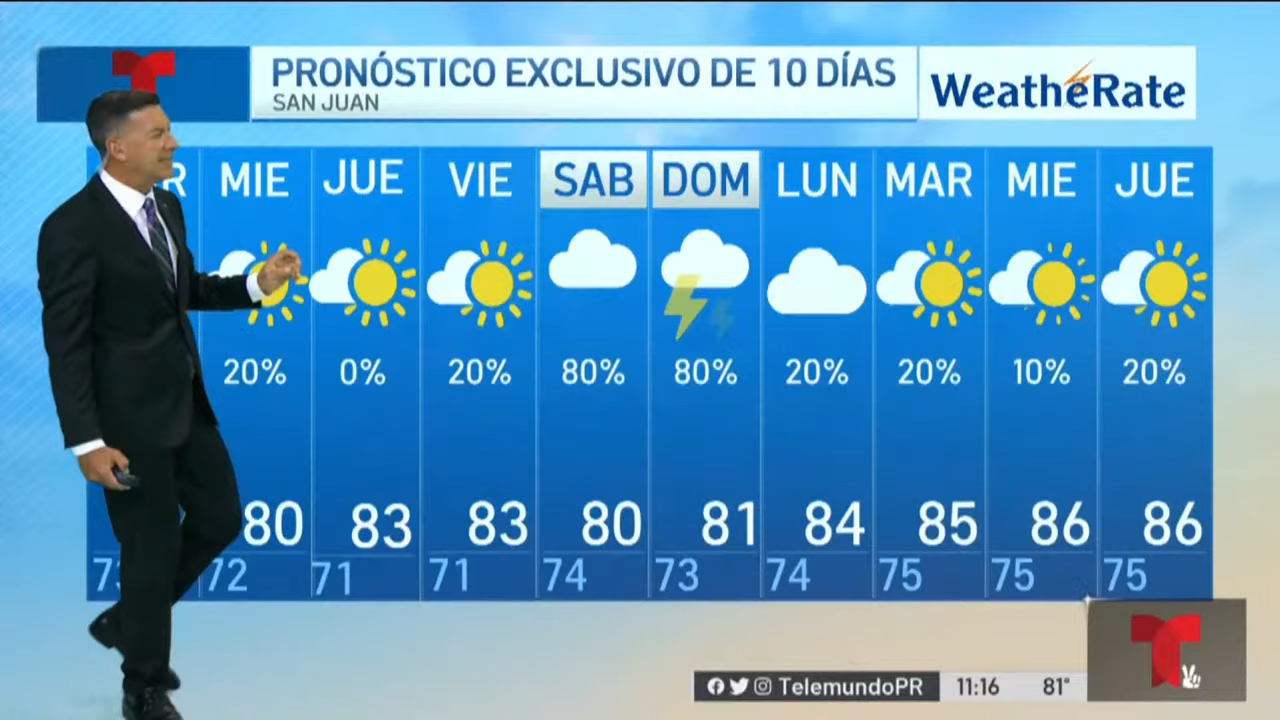 PRONÓSTICO EXCLUSIVO DE 10 DÍAS
SAN JUAN
WeatheRate
MIE JUE VIE SAB DOM LUN MAR MIE JUE
20% 0% 20% 80% 80% 20% 20% 10% 20%
80 83 83 80 81 84 85 86 86
72 71 71 74 73 74 75 75 75
TelemundoPR 11:16 81°